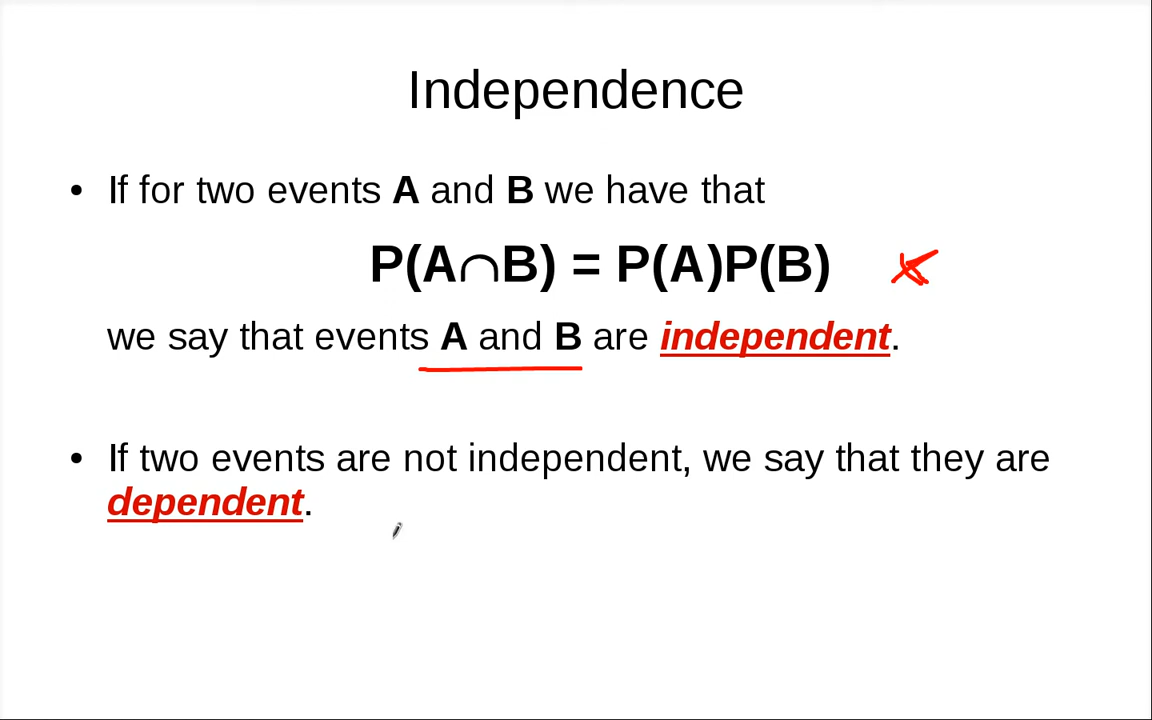 Independence
• If for two events A and B we have that
P(A∩B) = P(A)P(B)
we say that events A and B are independent.
• If two events are not independent, we say that they are
dependent.